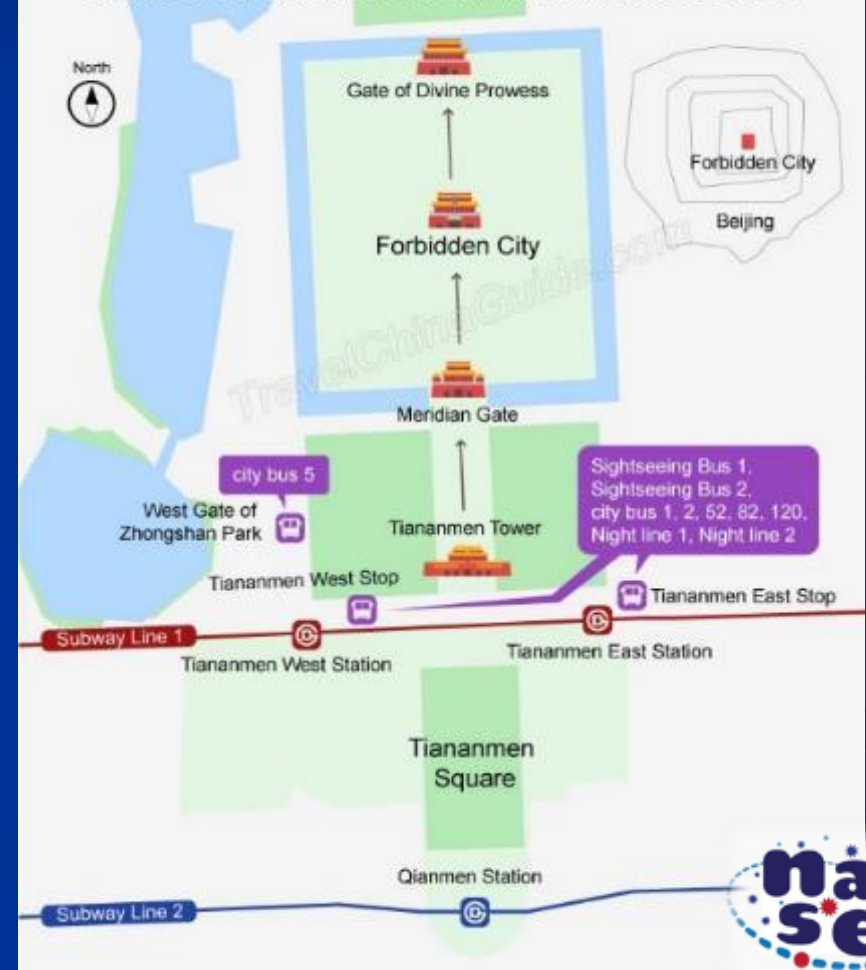 North
Gate of Divine Prowess
Forbidden City
Beijing
Forbidden City
TravelChinaGuide.com
Meridian Gate
city bus 5
West Gate of
Zhongshan Park
Sightseeing Bus 1,
Sightseeing Bus 2,
city bus 1, 2, 52, 82, 120,
Night line 1, Night line 2
Tiananmen Tower
Tiananmen West Stop
Tiananmen East Stop
Subway Line 1
Tiananmen West Station
Tiananmen East Station
Tiananmen
Square
Qianmen Station
Subway Line 2
na
se